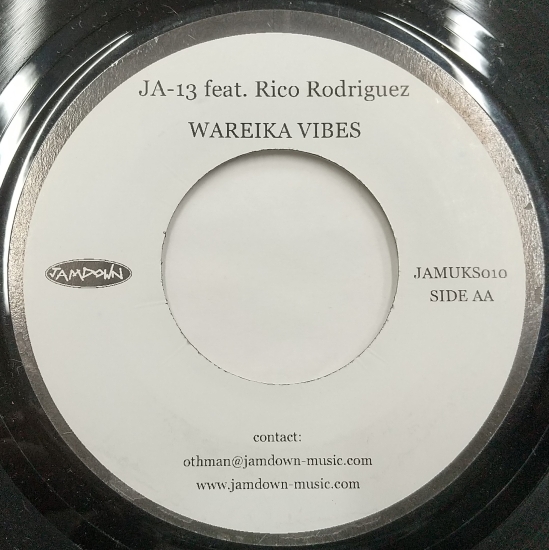 JA-13 feat. Rico Rodriguez
WAREIKA VIBES
JAMDOWN
JAMUKS010
SIDE AA
contact:
othman@jamdown-music.com
www.jamdown-music.com